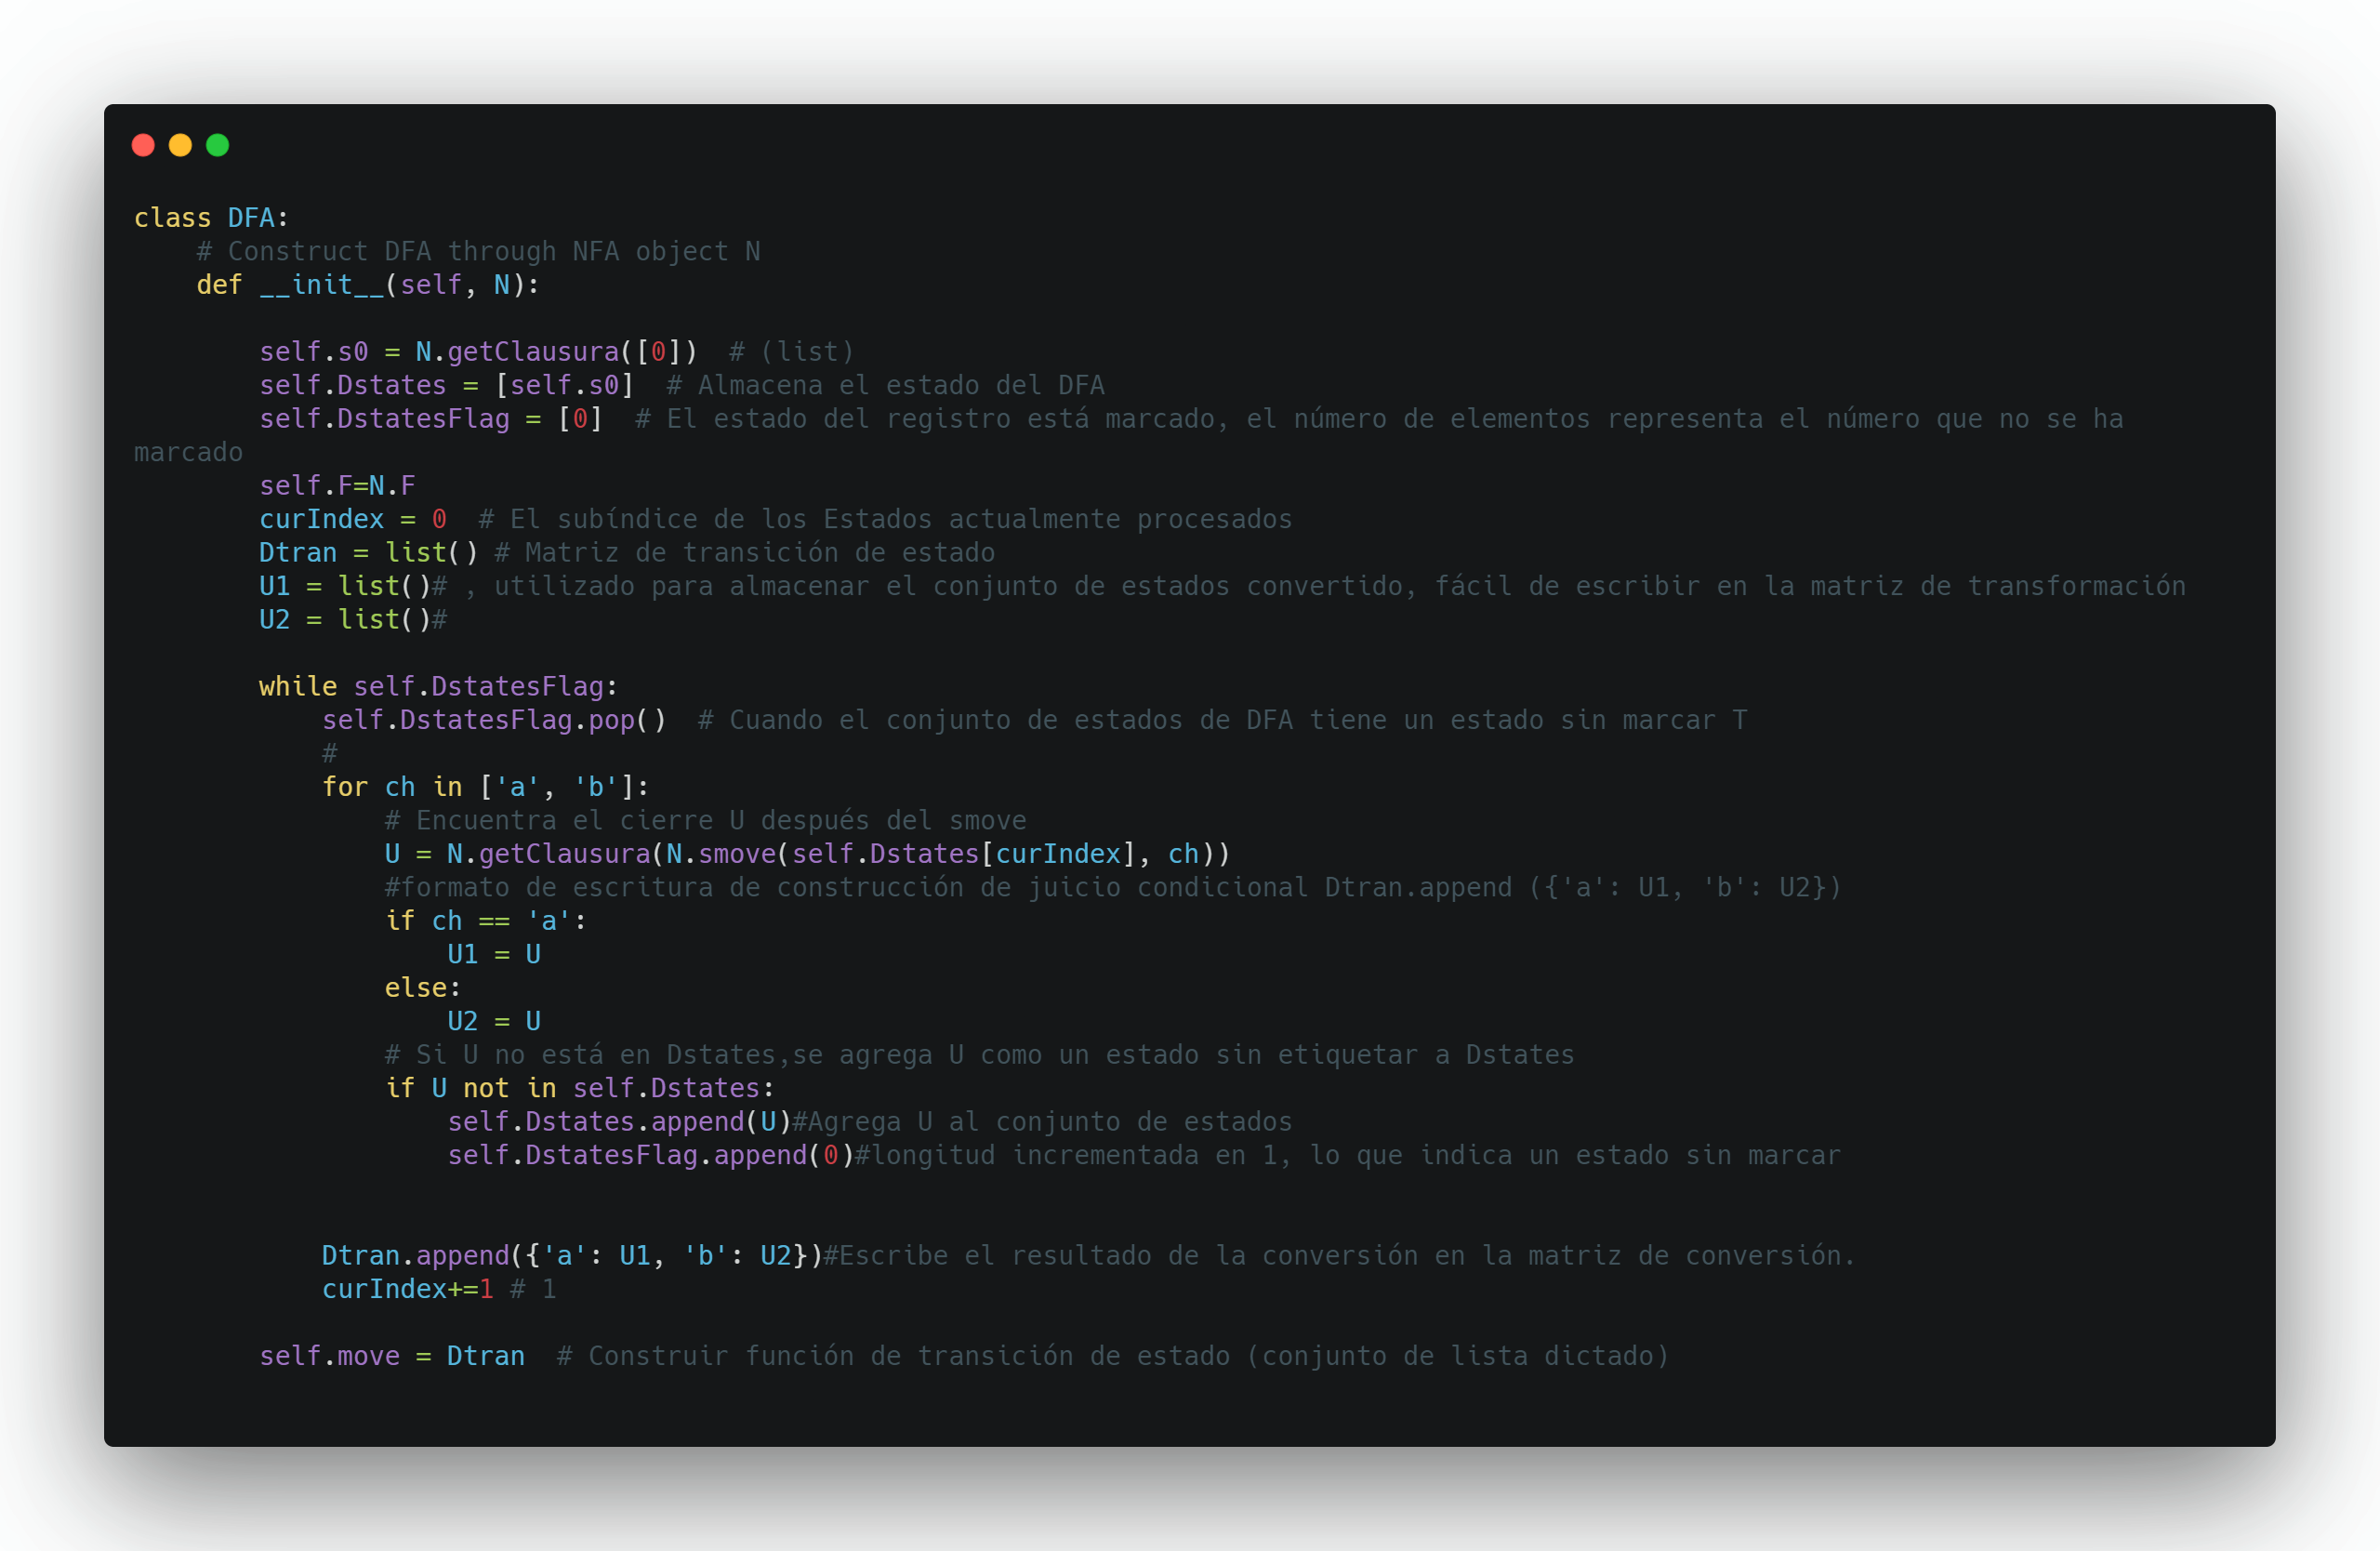 class DFA:
    # Construct DFA through NFA object N
    def __init__(self, N):
        self.s0 = N.getClausura([0])  # (list)
        self.Dstates = [self.s0]  # Almacena el estado del DFA
        self.DstatesFlag = [0]  # El estado del registro está marcado, el número de elementos representa el número que no se ha
marcado
        self.F=N.F
        curIndex = 0  # El subíndice de los Estados actualmente procesados
        Dtran = list() # Matriz de transición de estado
        U1 = list()# , utilizado para almacenar el conjunto de estados convertido, fácil de escribir en la matriz de transformación
        U2 = list()#
        while self.DstatesFlag:
            self.DstatesFlag.pop()  # Cuando el conjunto de estados de DFA tiene un estado sin marcar T
            #
            for ch in ['a', 'b']:
                # Encuentra el cierre U después del smove
                U = N.getClausura(N.smove(self.Dstates[curIndex], ch))
                #formato de escritura de construcción de juicio condicional Dtran.append ({'a': U1, 'b': U2})
                if ch == 'a':
                    U1 = U
                else:
                    U2 = U
                # Si U no está en Dstates,se agrega U como un estado sin etiquetar a Dstates
                if U not in self.Dstates:
                    self.Dstates.append(U)#Agrega U al conjunto de estados
                    self.DstatesFlag.append(0)#longitud incrementada en 1, lo que indica un estado sin marcar
            Dtran.append({'a': U1, 'b': U2})#Escribe el resultado de la conversión en la matriz de conversión.
            curIndex+=1 # 1
        self.move = Dtran  # Construir función de transición de estado (conjunto de lista dictado)